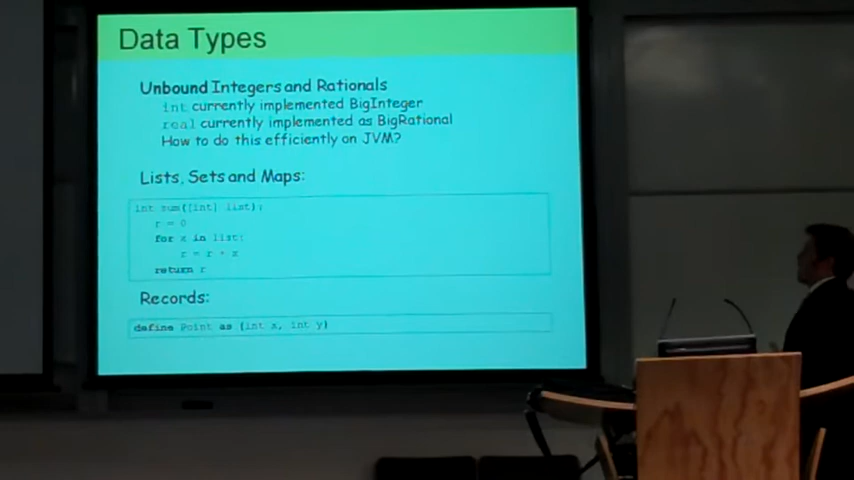 Data Types
Unbound Integers and Rationals
int currently implemented BigInteger
real currently implemented as BigRational
How to do this efficiently on JVM?
Lists, Sets and Maps:
int sum([int] list):
r = 0
for x in list:
r = r + x
return r
Records:
define Point as (int x, int y)